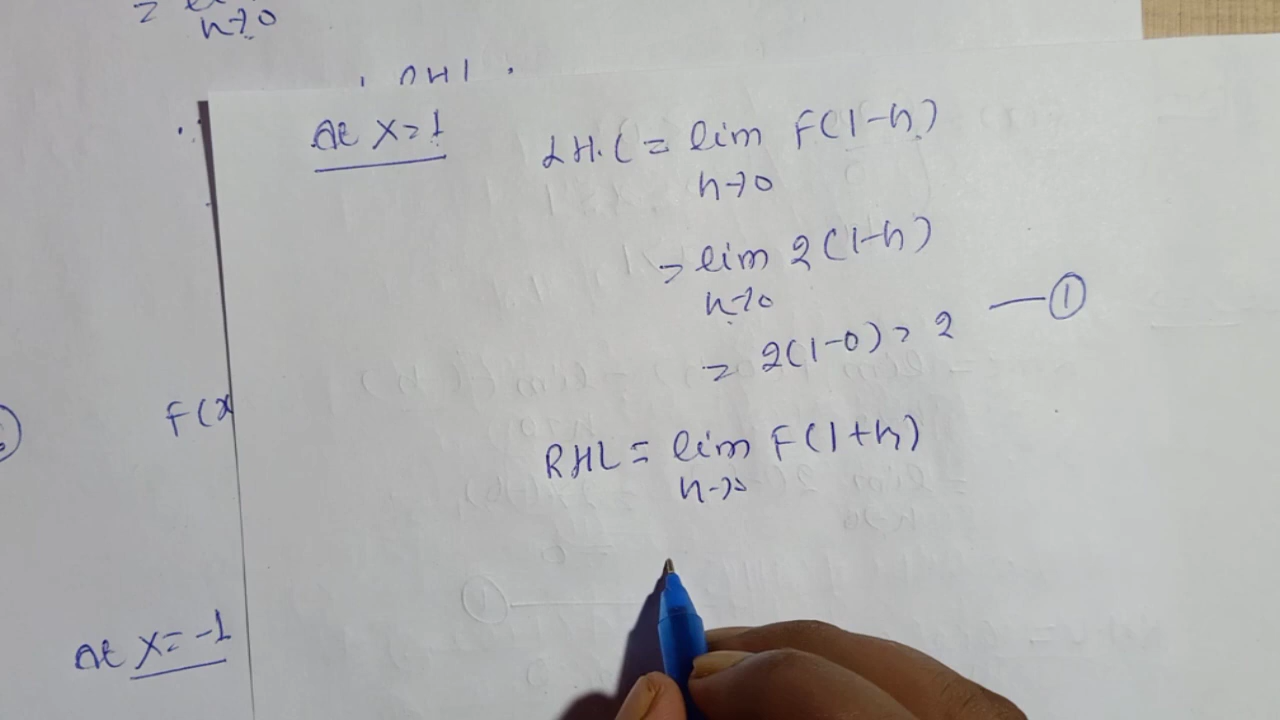 = lim
h→0
At x=1
LHL = lim F(1-h)
h→0
= lim 2(1-h)
h→0
= 2(1-0) = 2 — ①
RHL = lim F(1+h)
h→0
F(x
At x= -1